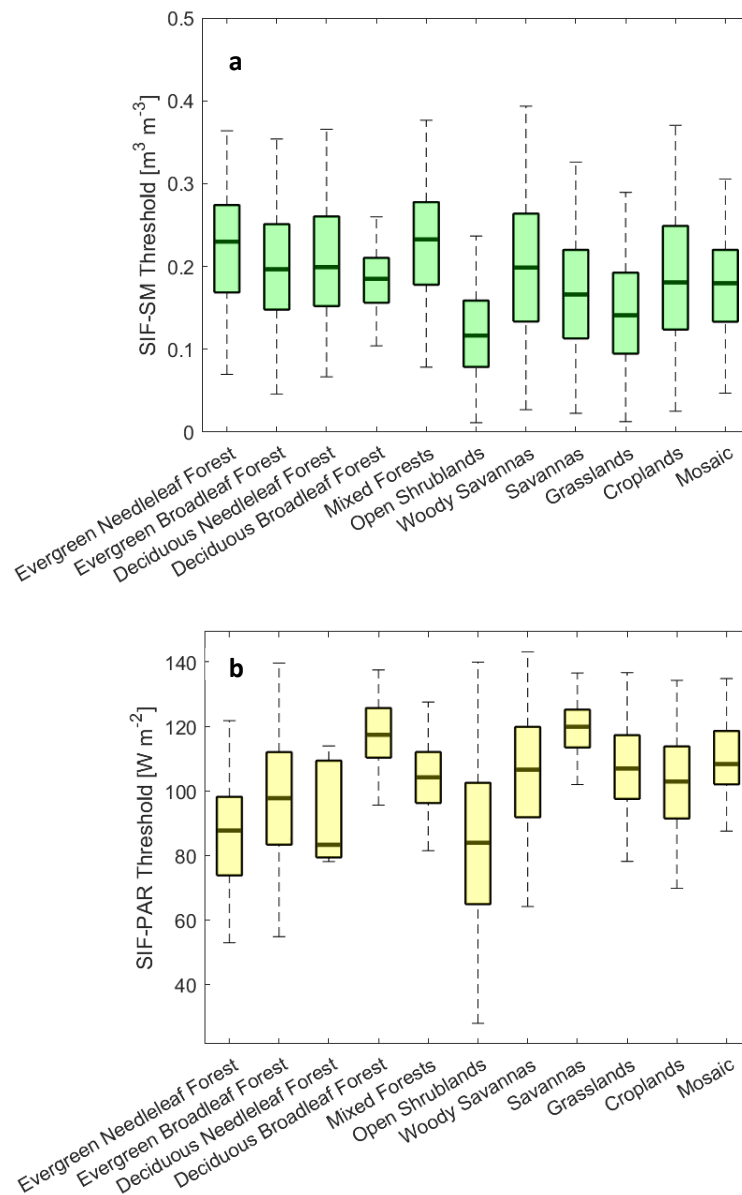 0.5
a
0.4
0.3
0.2
0.1
0
SIF-SM Threshold [m³ m⁻³]
Evergreen Needleleaf Forest
Evergreen Broadleaf Forest
Deciduous Needleleaf Forest
Deciduous Broadleaf Forest
Mixed Forests
Open Shrublands
Woody Savannas
Savannas
Grasslands
Croplands
Mosaic
b
140
120
100
80
60
40
SIF-PAR Threshold [W m⁻²]
Evergreen Needleleaf Forest
Evergreen Broadleaf Forest
Deciduous Needleleaf Forest
Deciduous Broadleaf Forest
Mixed Forests
Open Shrublands
Woody Savannas
Savannas
Grasslands
Croplands
Mosaic